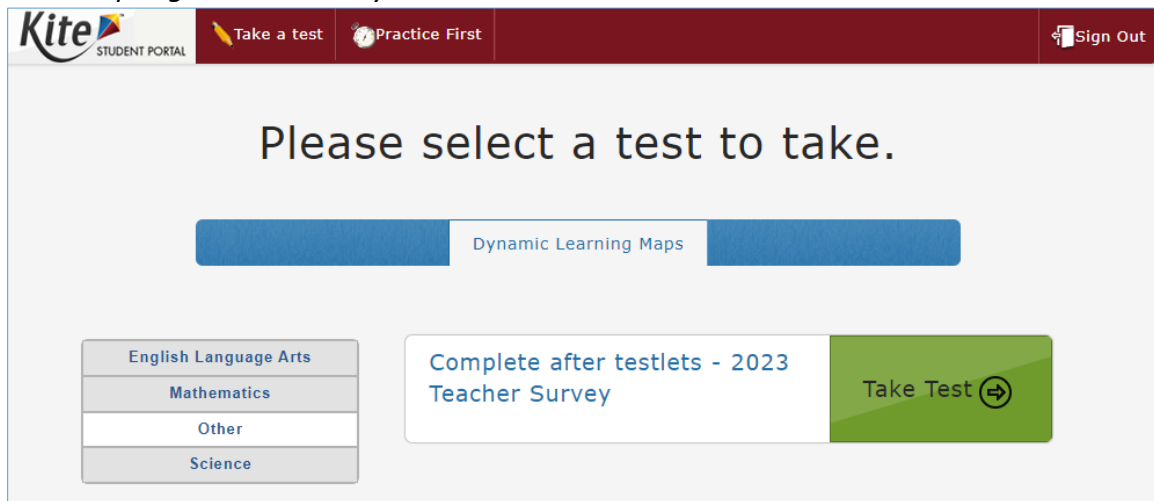 Kite
STUDENT PORTAL
Take a test
Practice First
Sign Out
Please select a test to take.
Dynamic Learning Maps
English Language Arts
Mathematics
Other
Science
Complete after testlets - 2023
Teacher Survey
Take Test